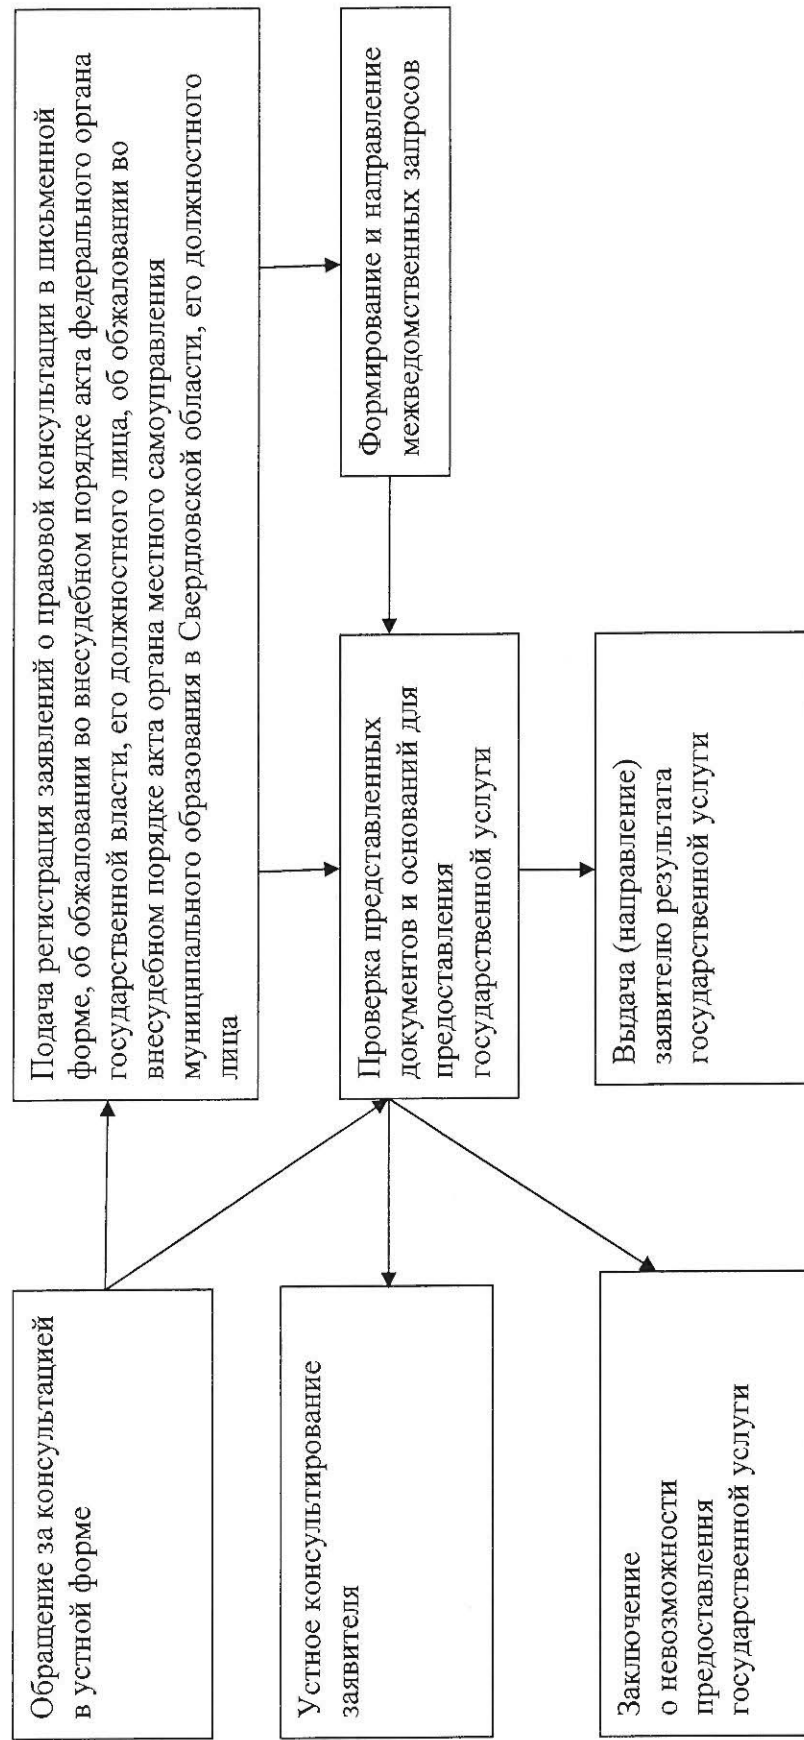 Обращение за консультацией
в устной форме
Подача регистрация заявлений о правовой консультации в письменной
форме, об обжаловании во внесудебном порядке акта федерального органа
государственной власти, его должностного лица, об обжаловании во
внесудебном порядке акта органа местного самоуправления
муниципального образования в Свердловской области, его должностного
лица
Устное консультирование
заявителя
Проверка представленных
документов и оснований для
предоставления
государственной услуги
Формирование и направление
межведомственных запросов
Заключение
о невозможности
предоставления
государственной услуги
Выдача (направление)
заявителю результата
государственной услуги